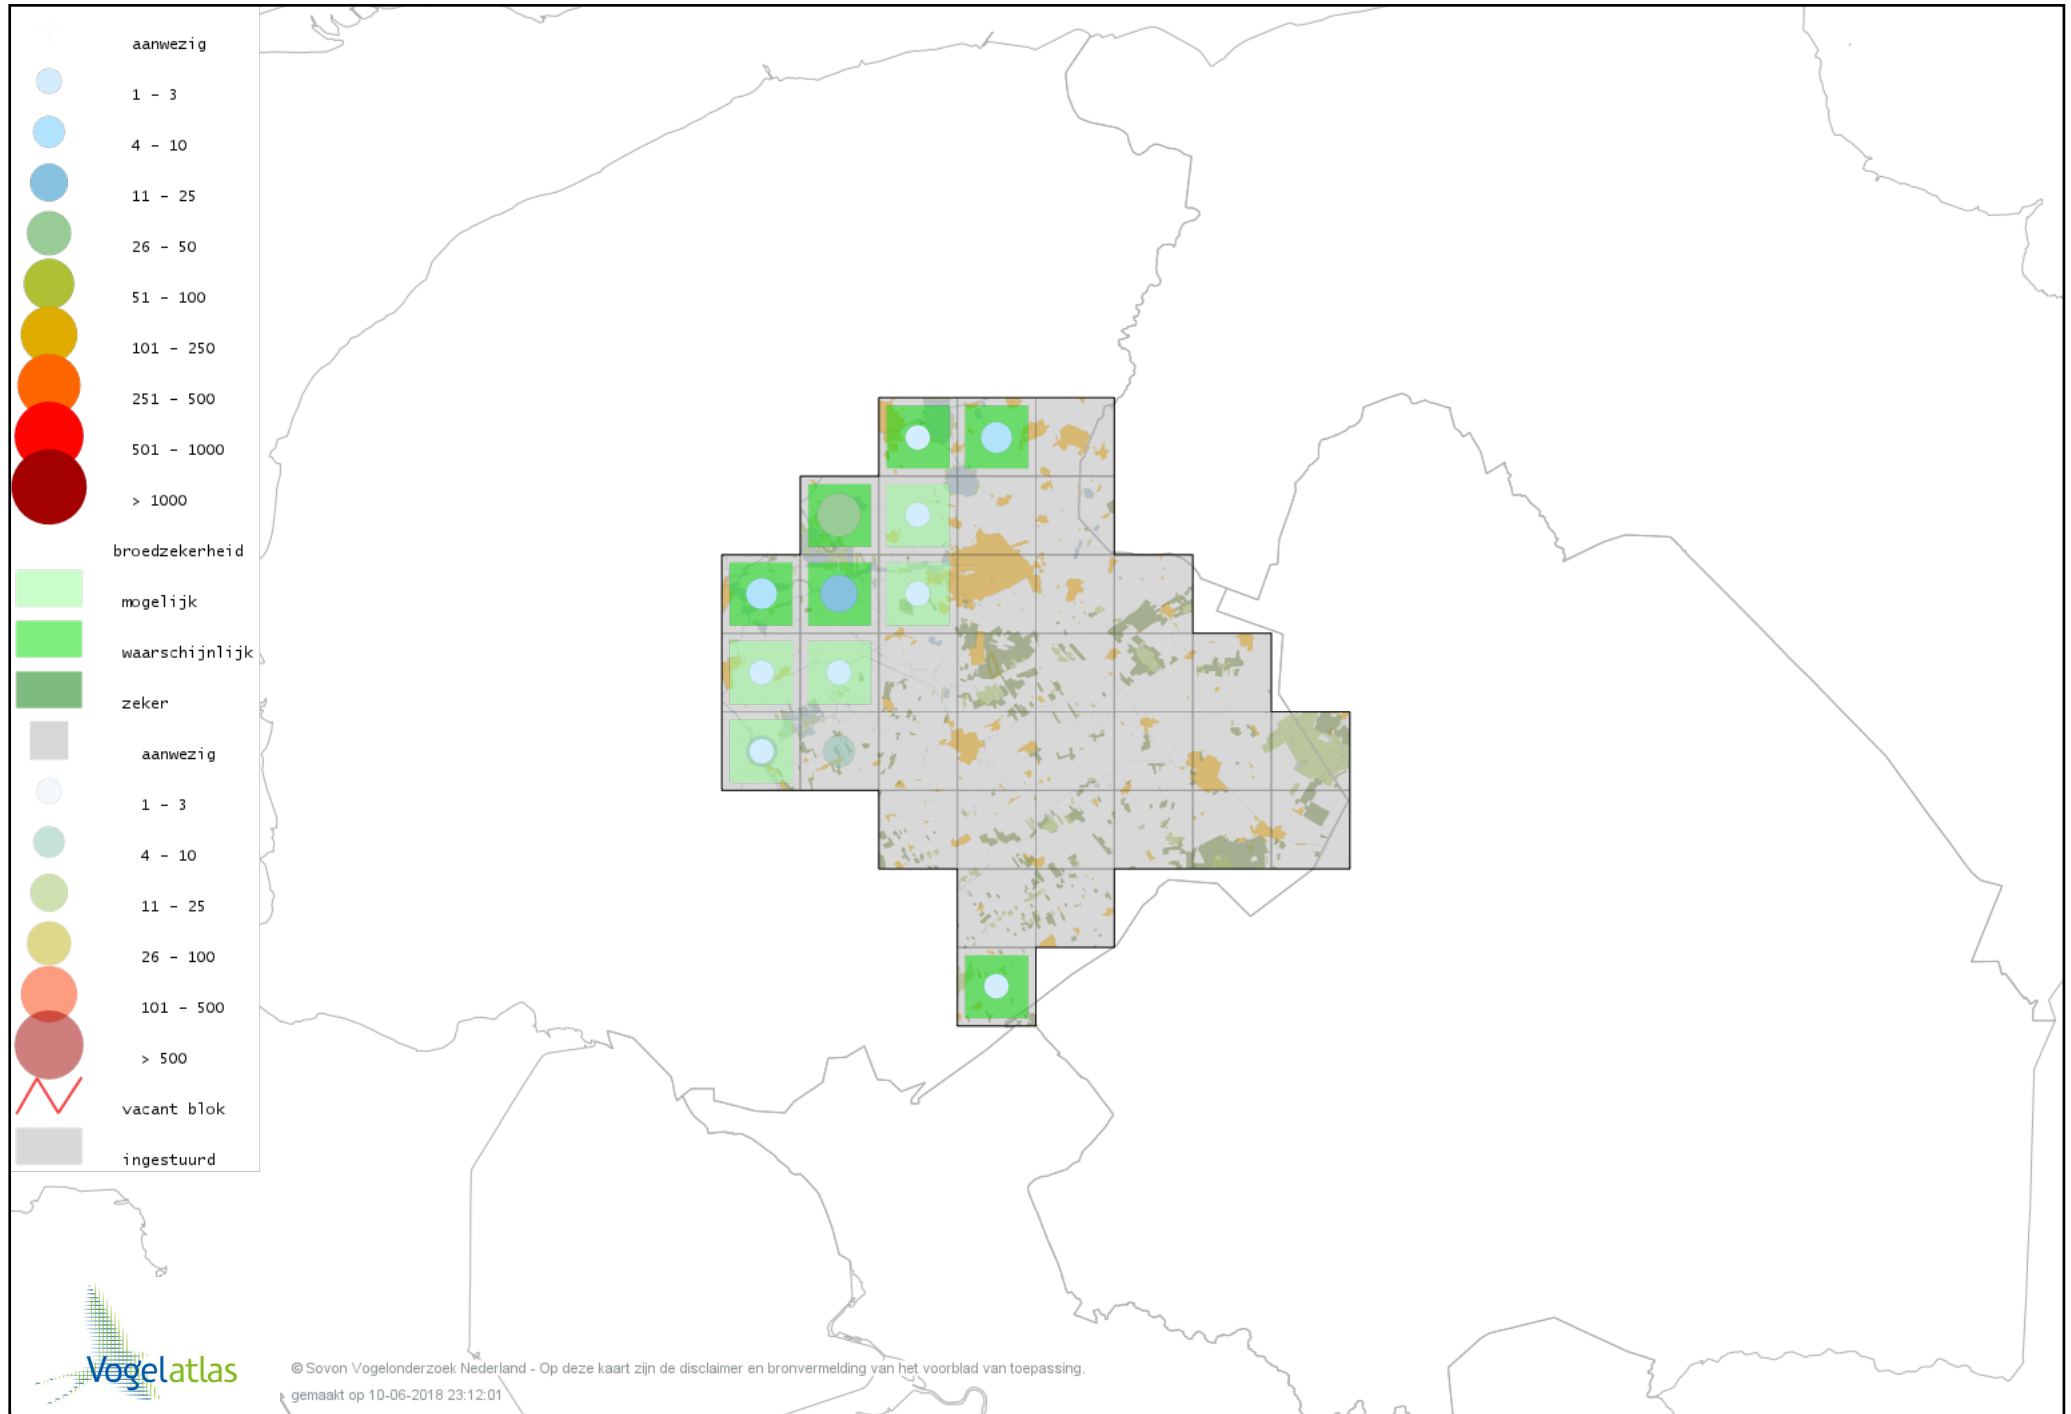 aanwezig
1 - 3
4 - 10
11 - 25
26 - 50
51 - 100
101 - 250
251 - 500
501 - 1000
> 1000
broedzekerheid
mogelijk
waarschijnlijk
zeker
aanwezig
1 - 3
4 - 10
11 - 25
26 - 100
101 - 500
> 500
vacant blok
ingestuurd
Vogelatlas
© Sovon Vogelonderzoek Nederland - Op deze kaart zijn de disclaimer en bronvermelding van het voorblad van toepassing.
gemaakt op 10-06-2018 23:12:01